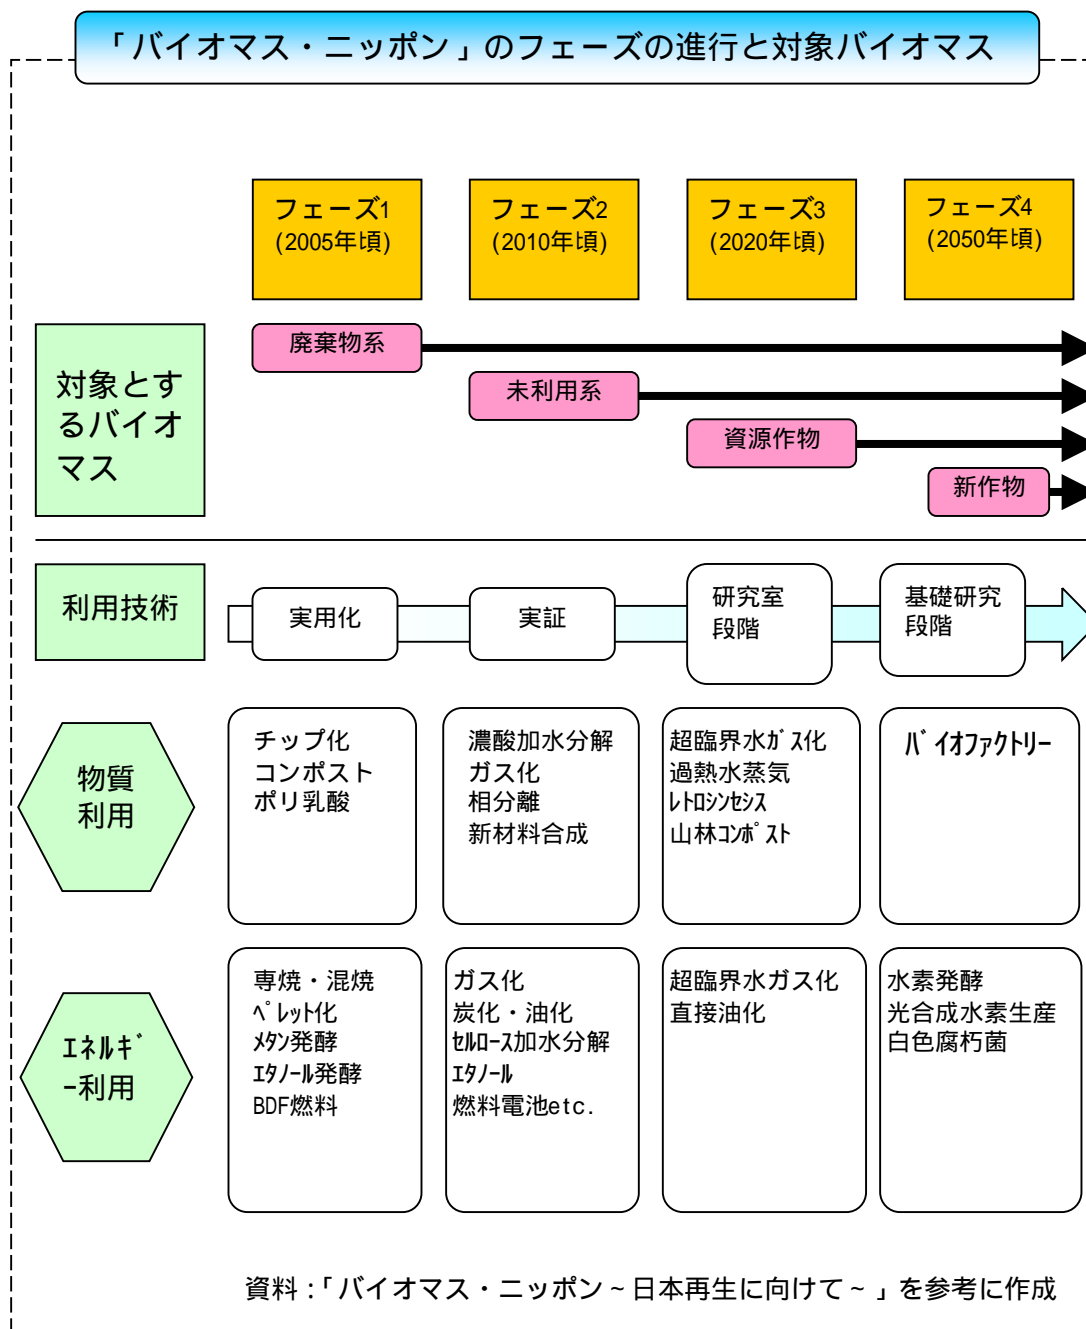 「バイオマス・ニッポン」のフェーズの進行と対象バイオマス
フェーズ1
(2005年頃)
フェーズ2
(2010年頃)
フェーズ3
(2020年頃)
フェーズ4
(2050年頃)
対象とす
るバイオ
マス
廃棄物系
未利用系
資源作物
新作物
利用技術
実用化
実証
研究室
段階
基礎研究
段階
物質
利用
チップ化
コンポスト
ポリ乳酸
濃酸加水分解
ガス化
相分離
新材料合成
超臨界水ｶﾞｽ化
過熱水蒸気
ﾚﾄﾛｼﾝｾｼｽ
山林ｺﾝﾎﾟｽﾄ
ﾊﾞｲｵﾌｧｸﾄﾘｰ
ｴﾈﾙｷﾞ
ｰ利用
専焼・混焼
ﾍﾟﾚｯﾄ化
ﾒﾀﾝ発酵
ｴﾀﾉｰﾙ発酵
BDF燃料
ガス化
炭化・油化
ｾﾙﾛｰｽ加水分解
ｴﾀﾉｰﾙ
燃料電池etc.
超臨界水ガス化
直接油化
水素発酵
光合成水素生産
白色腐朽菌
資料：「バイオマス・ニッポン～日本再生に向けて～」を参考に作成